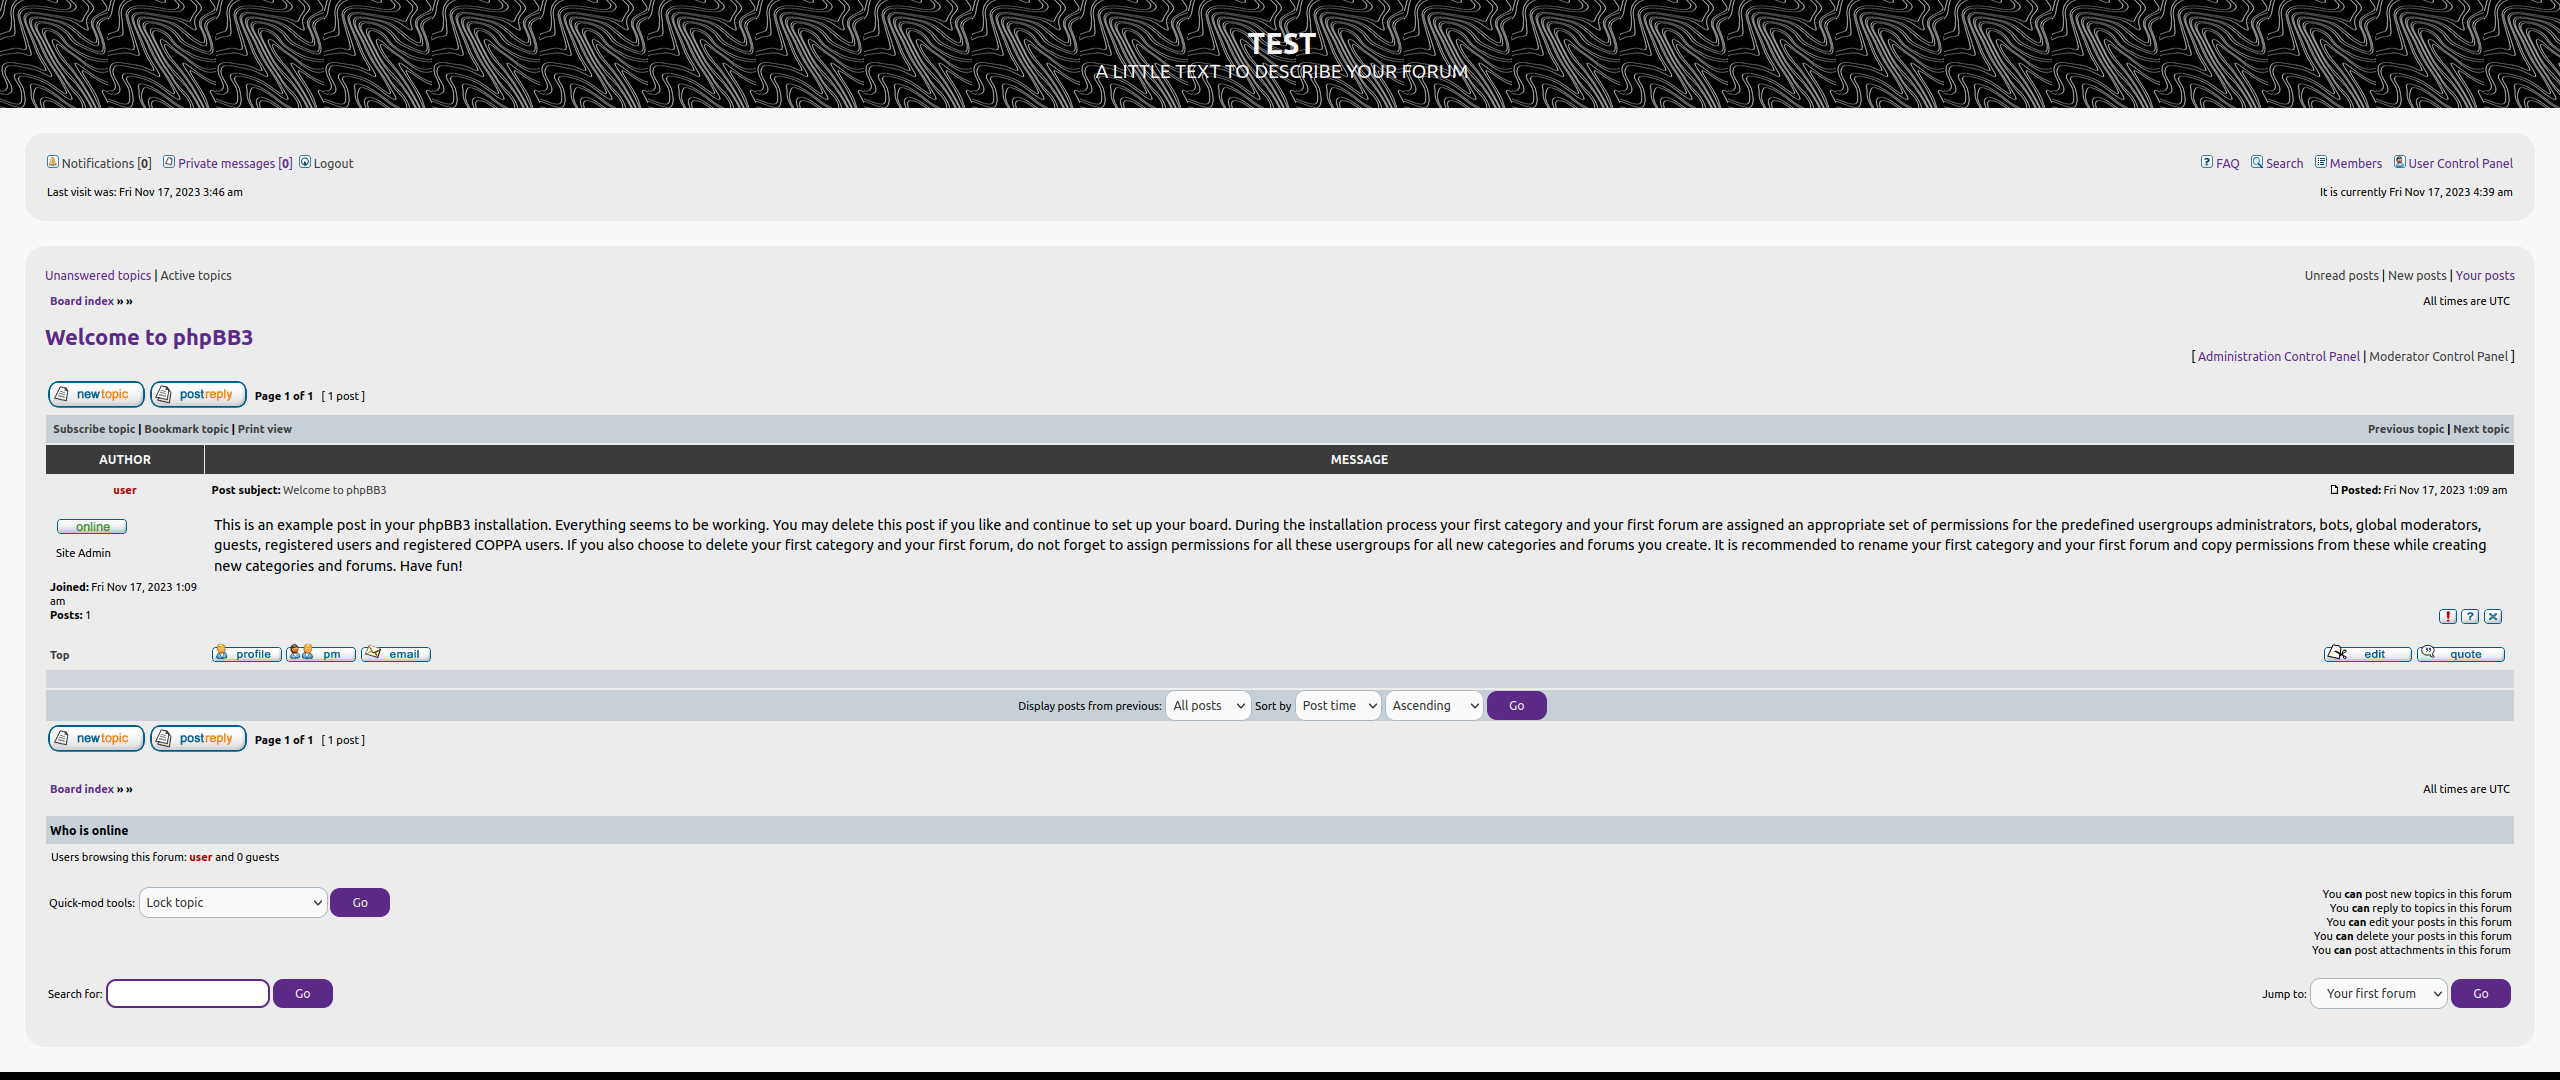 TEST
A LITTLE TEXT TO DESCRIBE YOUR FORUM
Notifications [0] Private messages [0] Logout
FAQ Search Members User Control Panel
Last visit was: Fri Nov 17, 2023 3:46 am
It is currently Fri Nov 17, 2023 4:39 am
Unanswered topics | Active topics
Unread posts | New posts | Your posts
Board index » »
All times are UTC
Welcome to phpBB3
[ Administration Control Panel | Moderator Control Panel ]
newtopic postreply Page 1 of 1 [ 1 post ]
Subscribe topic | Bookmark topic | Print view
Previous topic | Next topic
AUTHOR MESSAGE
user
Post subject: Welcome to phpBB3
Posted: Fri Nov 17, 2023 1:09 am
online
Site Admin
Joined: Fri Nov 17, 2023 1:09
am
Posts: 1
This is an example post in your phpBB3 installation. Everything seems to be working. You may delete this post if you like and continue to set up your board. During the installation process your first category and your first forum are assigned an appropriate set of permissions for the predefined usergroups administrators, bots, global moderators,
guests, registered users and registered COPPA users. If you also choose to delete your first category and your first forum, do not forget to assign permissions for all these usergroups for all new categories and forums you create. It is recommended to rename your first category and your first forum and copy permissions from these while creating
new categories and forums. Have fun!
! ? x
Top
profile pm email
edit quote
Display posts from previous: All posts Sort by Post time Ascending Go
newtopic postreply Page 1 of 1 [ 1 post ]
Board index » »
All times are UTC
Who is online
Users browsing this forum: user and 0 guests
Quick-mod tools: Lock topic Go
You can post new topics in this forum
You can reply to topics in this forum
You can edit your posts in this forum
You can delete your posts in this forum
You can post attachments in this forum
Search for: Go
Jump to: Your first forum Go